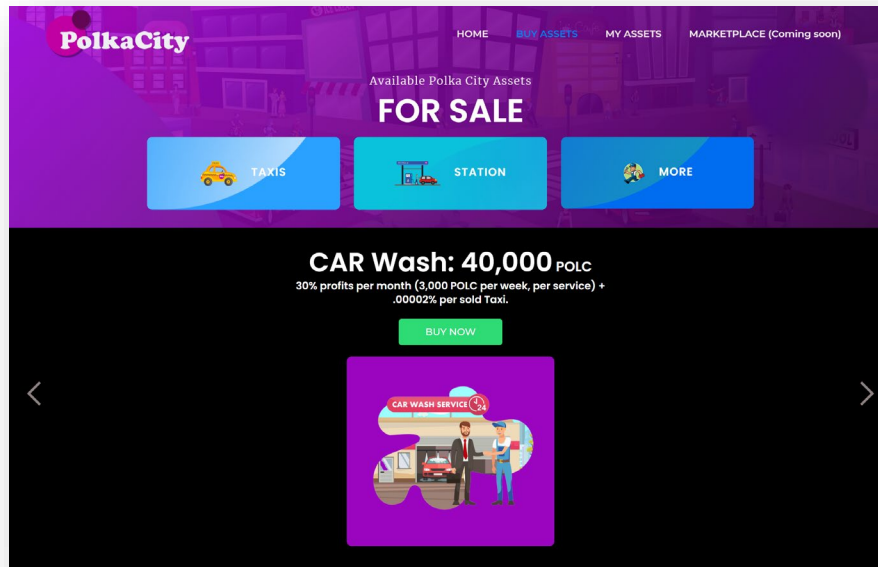 PolkaCity
HOME BUY ASSETS MY ASSETS MARKETPLACE (Coming soon)
Available Polka City Assets
FOR SALE
TAXIS STATION MORE
CAR Wash: 40,000 POLC
30% profits per month (3,000 POLC per week, per service) +
.00002% per sold Taxi.
BUY NOW
CAR WASH SERVICE 24